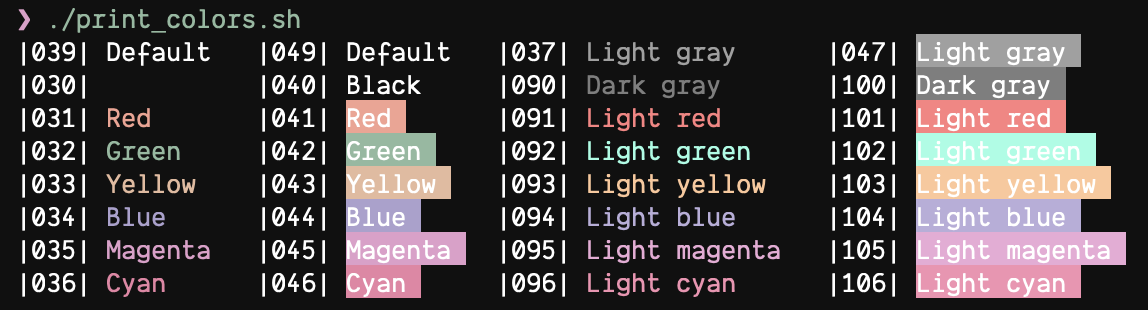 ❯ ./print_colors.sh
|039| Default |049| Default |037| Light gray |047| Light gray
|030| |040| Black |090| Dark gray |100| Dark gray
|031| Red |041| Red |091| Light red |101| Light red
|032| Green |042| Green |092| Light green |102| Light green
|033| Yellow |043| Yellow |093| Light yellow |103| Light yellow
|034| Blue |044| Blue |094| Light blue |104| Light blue
|035| Magenta |045| Magenta |095| Light magenta |105| Light magenta
|036| Cyan |046| Cyan |096| Light cyan |106| Light cyan